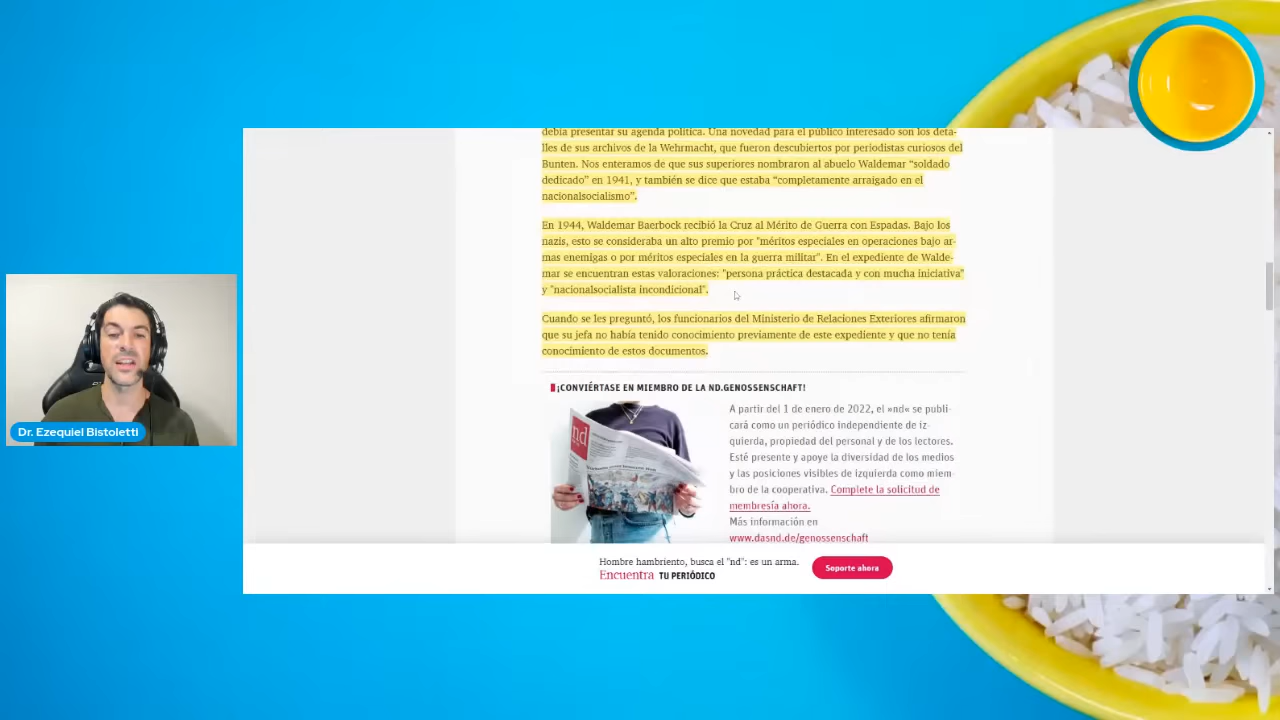 debía presentar su agenda política. Una novedad para el público interesado son los deta-
lles de sus archivos de la Wehrmacht, que fueron descubiertos por periodistas curiosos del
Bunten. Nos enteramos de que sus superiores nombraron al abuelo Waldemar “soldado
dedicado” en 1941, y también se dice que estaba “completamente arraigado en el
nacionalsocialismo”.
En 1944, Waldemar Baerbock recibió la Cruz al Mérito de Guerra con Espadas. Bajo los
nazis, esto se consideraba un alto premio por "méritos especiales en operaciones bajo ar-
mas enemigas o por méritos especiales en la guerra militar". En el expediente de Walde-
mar se encuentran estas valoraciones: "persona práctica destacada y con mucha iniciativa"
y "nacionalsocialista incondicional".
Cuando se les preguntó, los funcionarios del Ministerio de Relaciones Exteriores afirmaron
que su jefa no había tenido conocimiento previamente de este expediente y que no tenía
conocimiento de estos documentos.
¡CONVIÉRTASE EN MIEMBRO DE LA ND.GENOSSENSCHAFT!
nd
A partir del 1 de enero de 2022, el »nd« se publi-
cará como un periódico independiente de iz-
quierda, propiedad del personal y de los lectores.
Esté presente y apoye la diversidad de los medios
y las posiciones visibles de izquierda como miem-
bro de la cooperativa. Complete la solicitud de
membresía ahora.
Más información en
www.dasnd.de/genossenschaft
Hombre hambriento, busca el "nd": es un arma.
Encuentra TU PERIÓDICO
Soporte ahora
Dr. Ezequiel Bistoletti